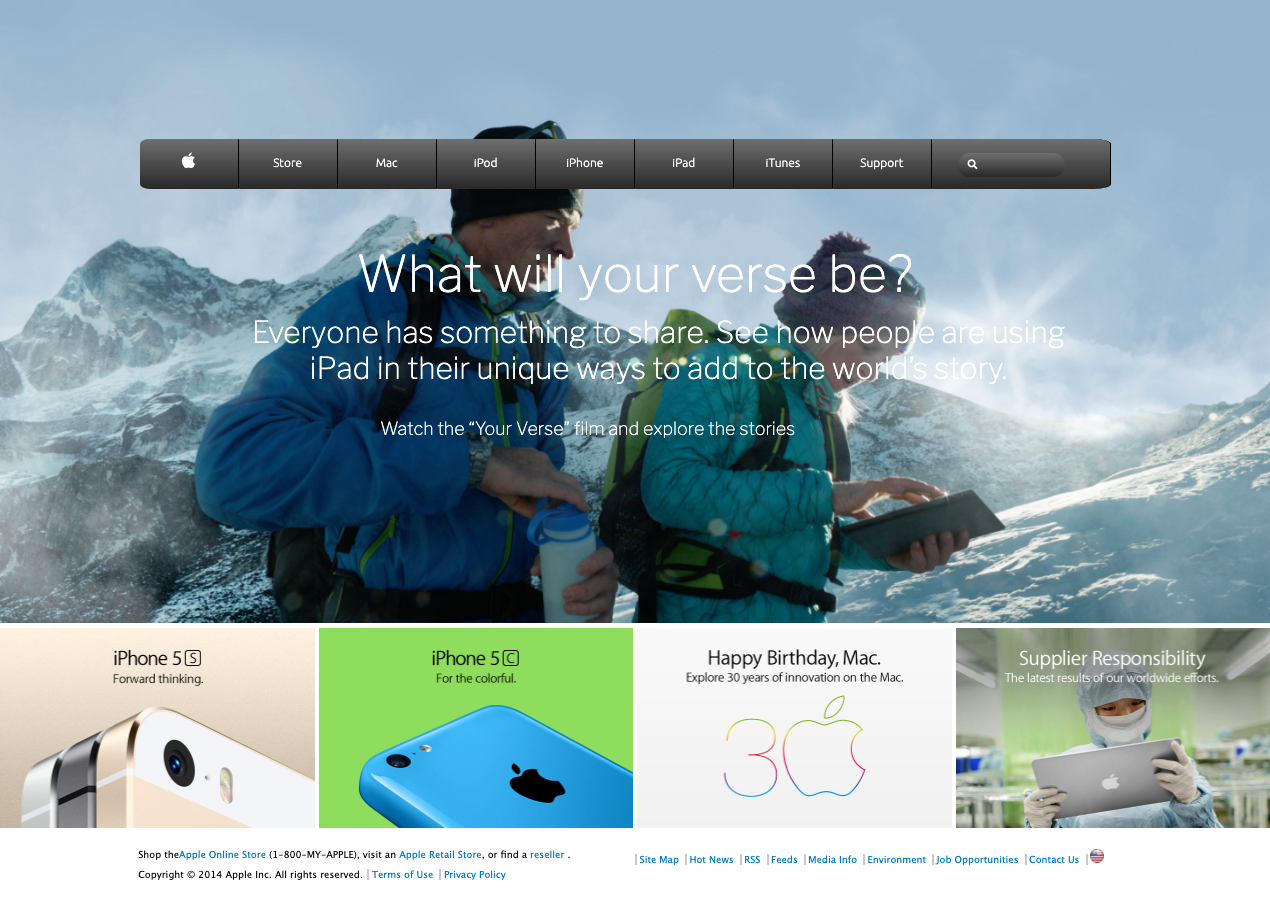 Store Mac iPod iPhone iPad iTunes Support
What will your verse be?
Everyone has something to share. See how people are using
iPad in their unique ways to add to the world's story.
Watch the “Your Verse” film and explore the stories
iPhone 5S
Forward thinking.
iPhone 5C
For the colorful.
Happy Birthday, Mac.
Explore 30 years of innovation on the Mac.
30
Supplier Responsibility
The latest results of our worldwide efforts.
Shop theApple Online Store (1-800-MY-APPLE), visit an Apple Retail Store, or find a reseller .
Copyright © 2014 Apple Inc. All rights reserved. | Terms of Use | Privacy Policy
| Site Map | Hot News | RSS | Feeds | Media Info | Environment | Job Opportunities | Contact Us |